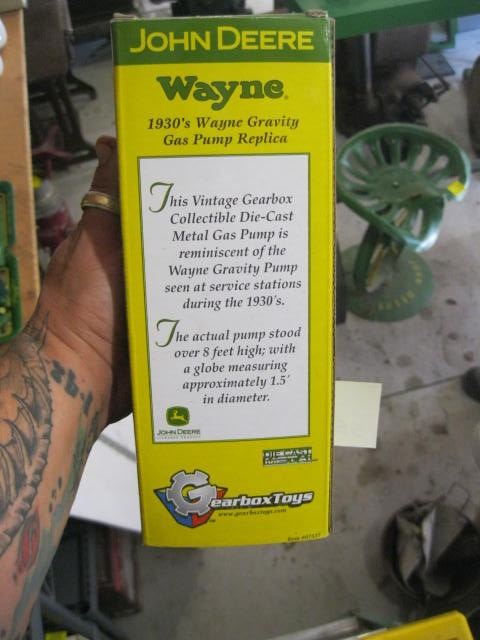 JOHN DEERE
Wayne®
1930's Wayne Gravity
Gas Pump Replica
This Vintage Gearbox
Collectible Die-Cast
Metal Gas Pump is
reminiscent of the
Wayne Gravity Pump
seen at service stations
during the 1930's.
The actual pump stood
over 8 feet high; with
a globe measuring
approximately 1.5'
in diameter.
JOHN DEERE
DIE CAST
GearboxToys
www.gearboxtoys.com